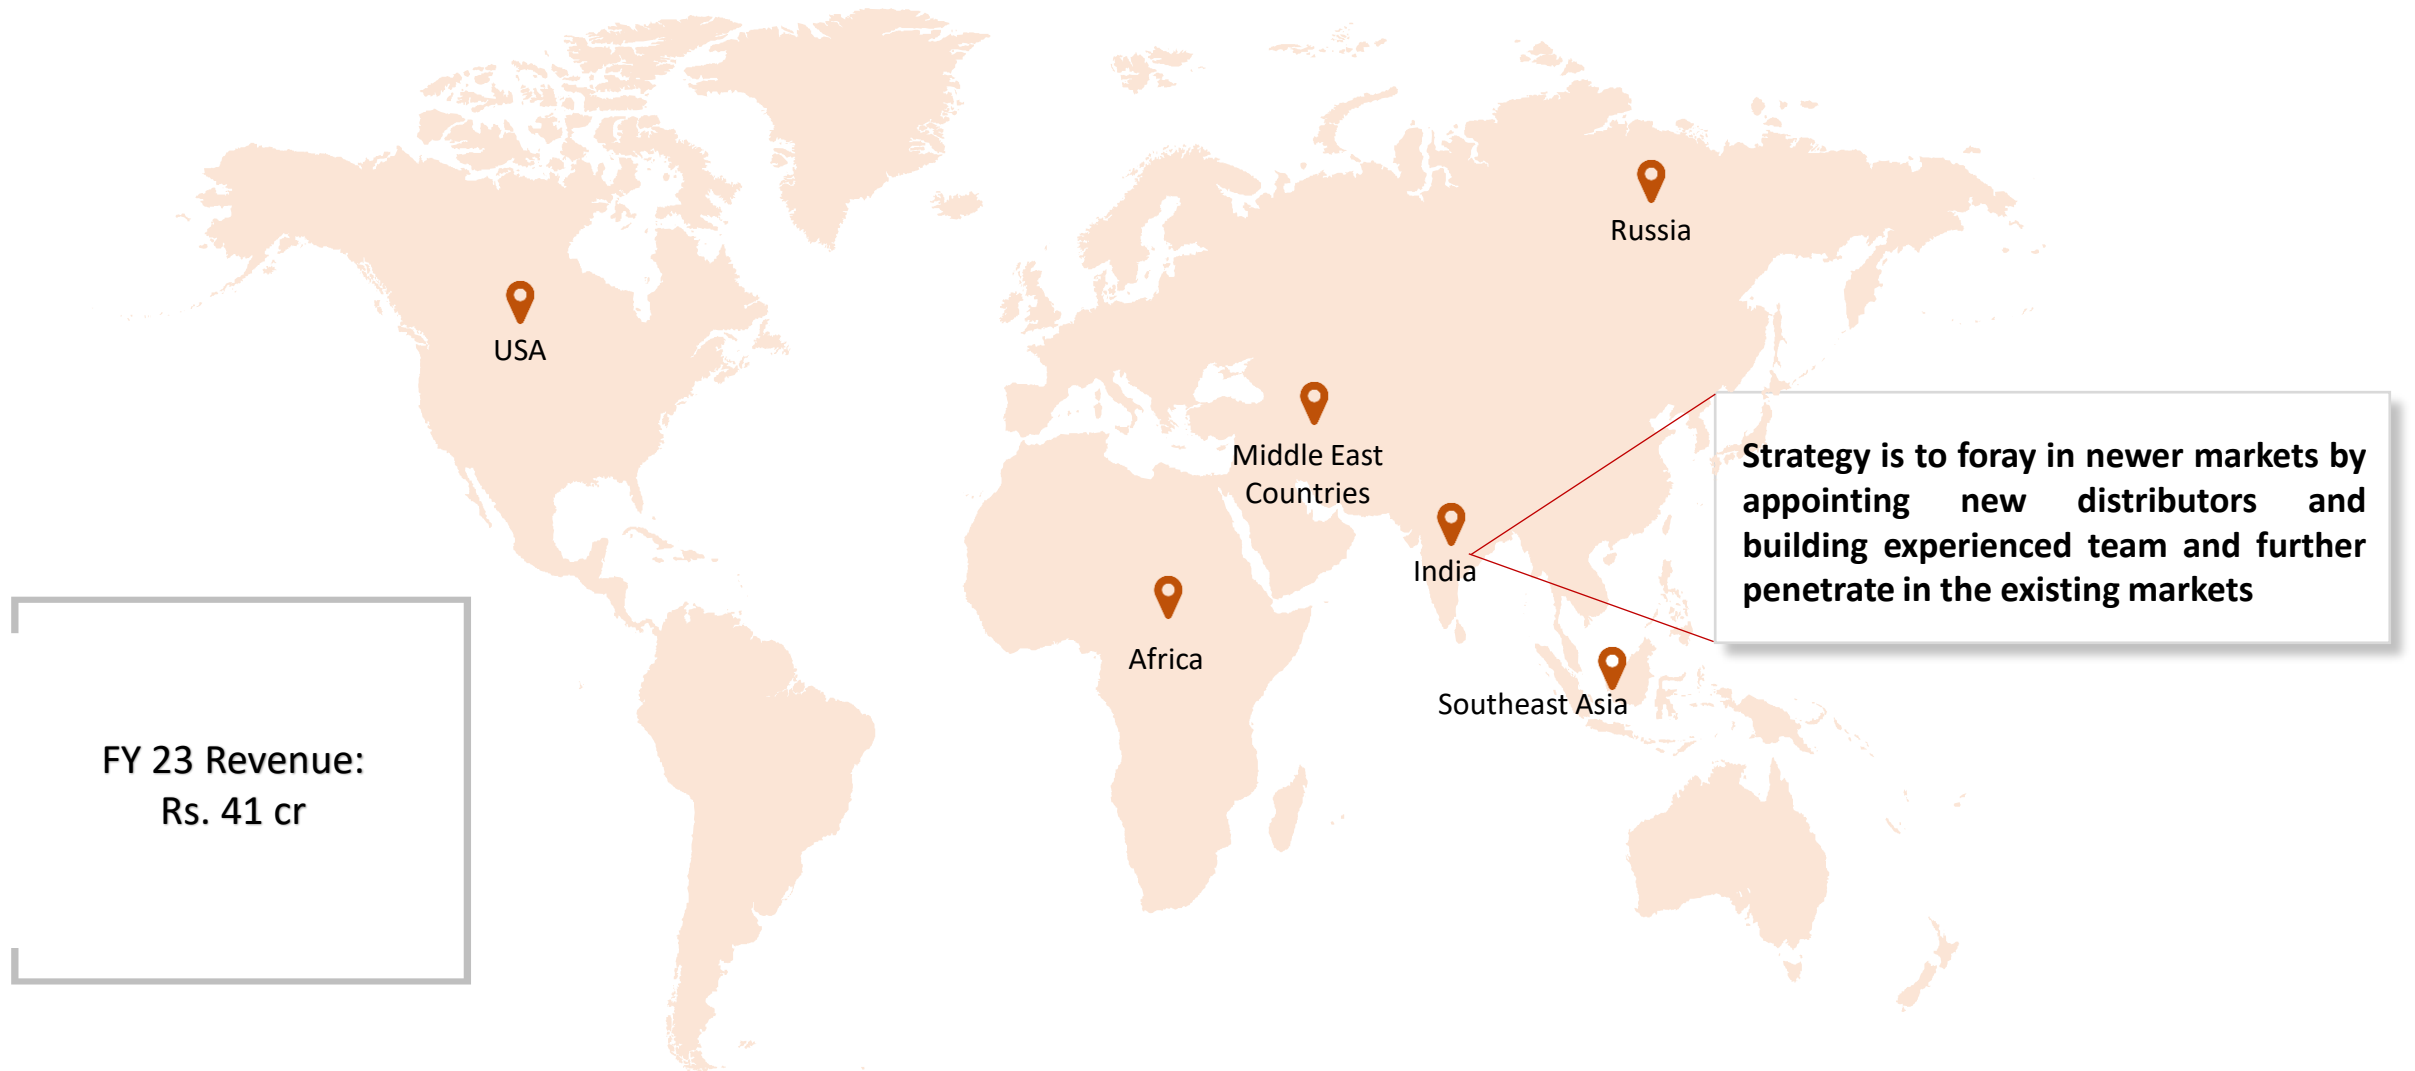 Russia
USA
Middle East
Countries
Strategy is to foray in newer markets by
appointing new distributors and
building experienced team and further
penetrate in the existing markets
India
Africa
Southeast Asia
FY 23 Revenue:
Rs. 41 cr